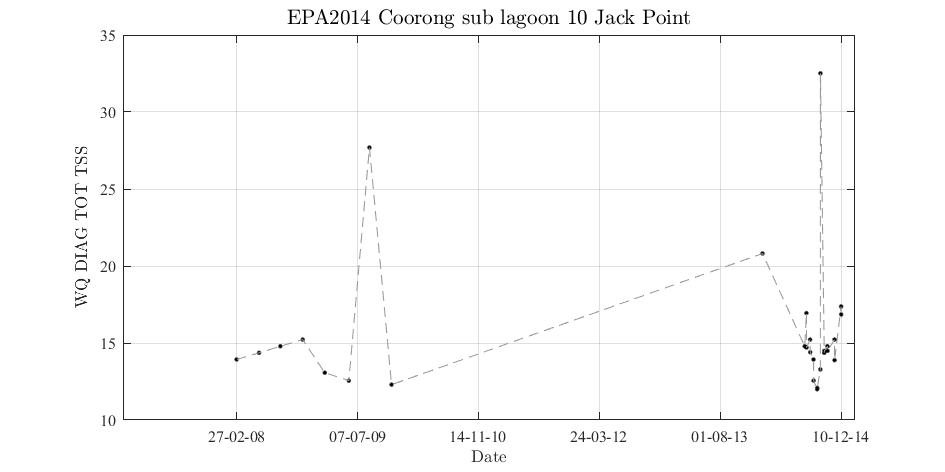 EPA2014 Coorong sub lagoon 10 Jack Point
35
30
25
20
15
10
WQ DIAG TOT TSS
27-02-08 07-07-09 14-11-10 24-03-12 01-08-13 10-12-14
Date